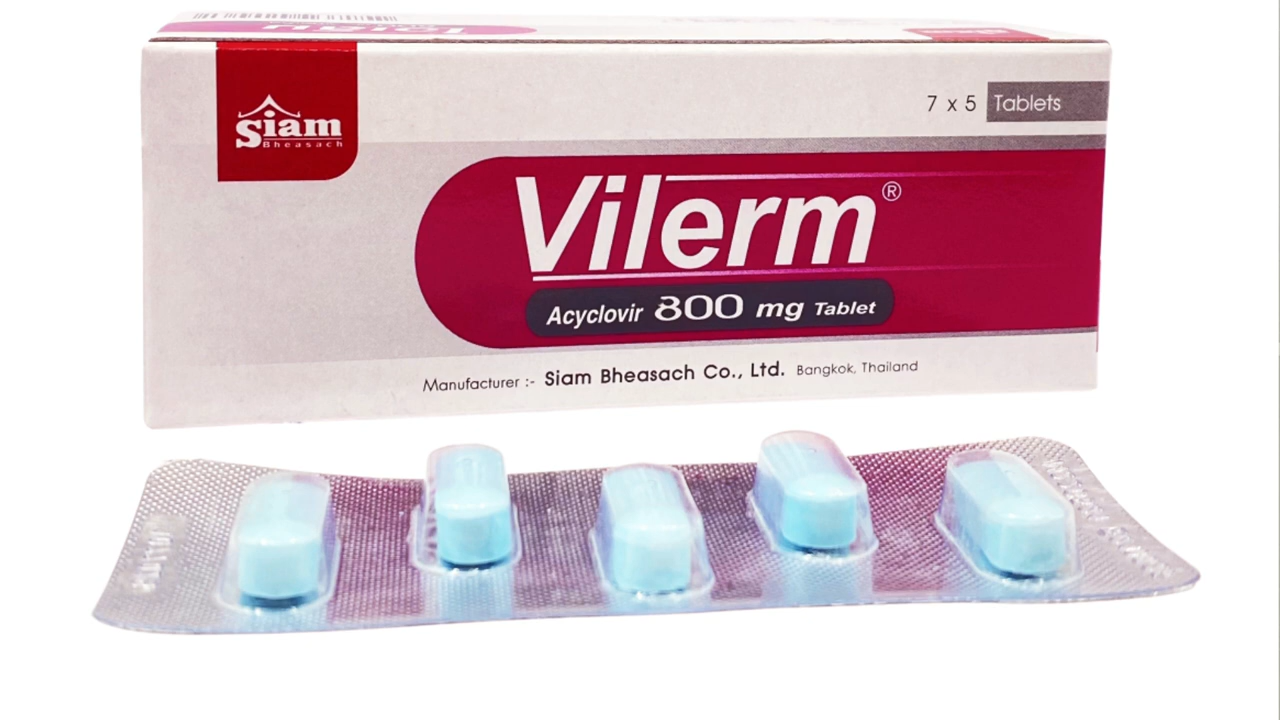 Siam
Bheasach
7 x 5 Tablets
Vilerm®
Acyclovir 800 mg Tablet
Manufacturer :- Siam Bheasach Co., Ltd. Bangkok, Thailand